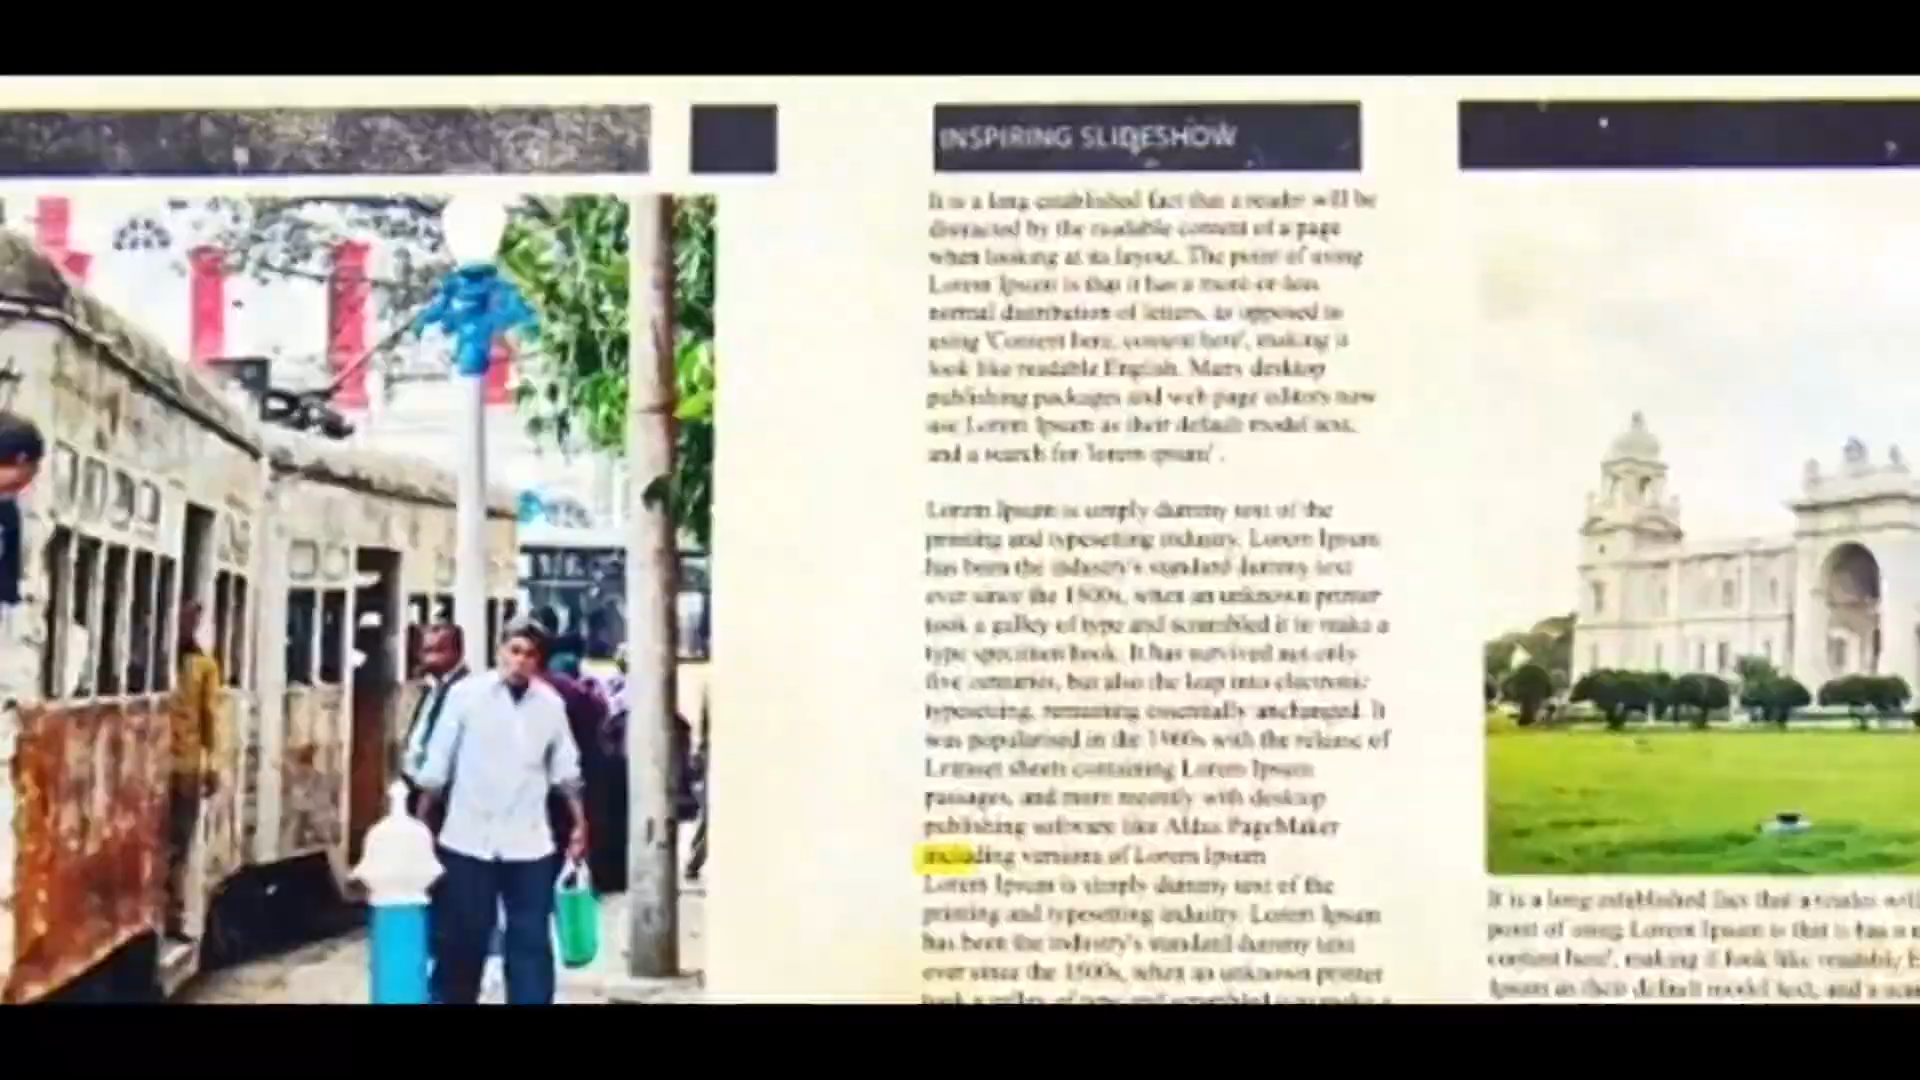 INSPIRING SLIDESHOW
It is a long established fact that a reader will be
distracted by the readable content of a page
when looking at its layout. The point of using
Lorem Ipsum is that it has a more-or-less
normal distribution of letters, as opposed to
using 'Content here, content here', making it
look like readable English. Many desktop
publishing packages and web page editors now
use Lorem Ipsum as their default model text,
and a search for 'lorem ipsum' .
Lorem Ipsum is simply dummy text of the
printing and typesetting industry. Lorem Ipsum
has been the industry's standard dummy text
ever since the 1500s, when an unknown printer
took a galley of type and scrambled it to make a
type specimen book. It has survived not only
five centuries, but also the leap into electronic
typesetting, remaining essentially unchanged. It
was popularised in the 1960s with the release of
Letraset sheets containing Lorem Ipsum
passages, and more recently with desktop
publishing software like Aldus PageMaker
including versions of Lorem Ipsum
Lorem Ipsum is simply dummy text of the
printing and typesetting industry. Lorem Ipsum
has been the industry's standard dummy text
ever since the 1500s, when an unknown printer
took a galley of type and scrambled it to make a
It is a long established fact that a reader will
point of using Lorem Ipsum is that it has a
content here', making it look like readable E
Ipsum as their default model text, and a sear